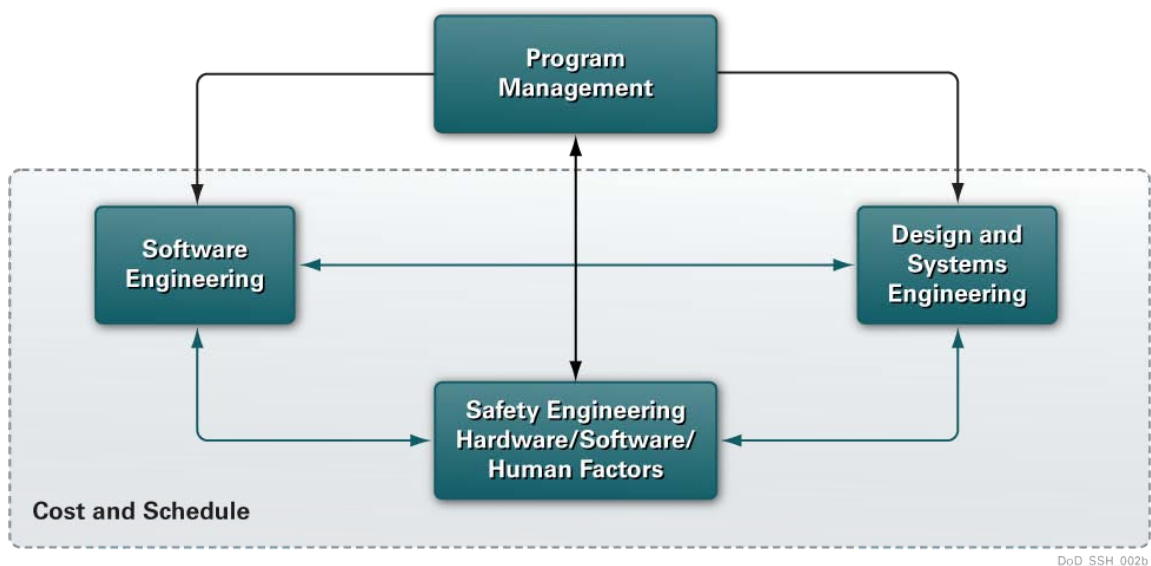 Program
Management
Software
Engineering
Design and
Systems
Engineering
Safety Engineering
Hardware/Software/
Human Factors
Cost and Schedule
DoD SSH 002b